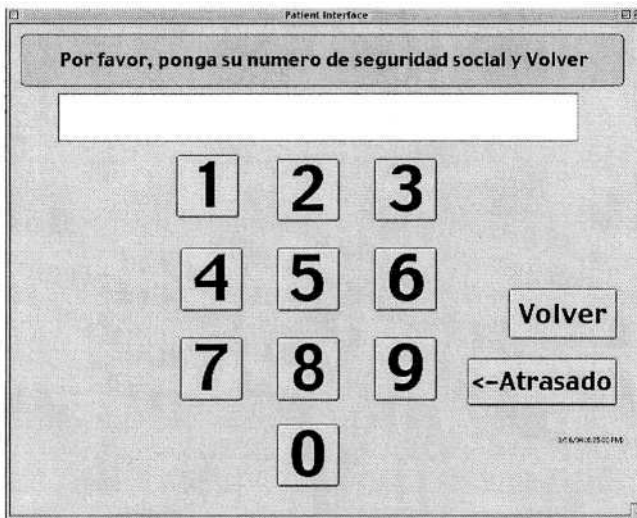 Patient Interface
Por favor, ponga su numero de seguridad social y Volver
1 2 3
4 5 6
Volver
7 8 9
<-Atrasado
0